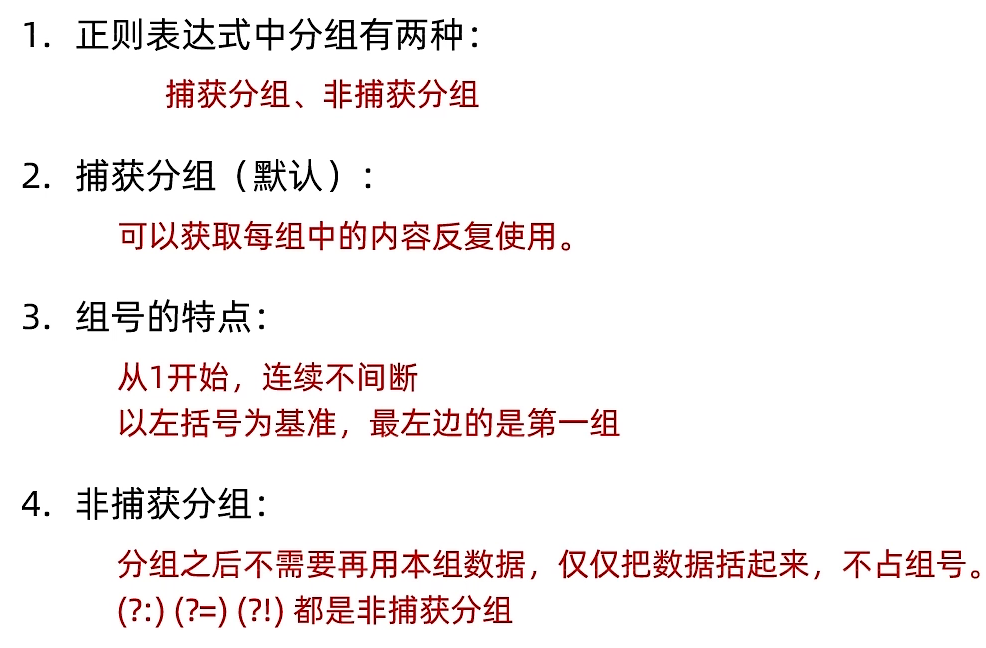 1. 正则表达式中分组有两种：
捕获分组、非捕获分组
2. 捕获分组（默认）：
可以获取每组中的内容反复使用。
3. 组号的特点：
从1开始，连续不间断
以左括号为基准，最左边的是第一组
4. 非捕获分组：
分组之后不需要再用本组数据，仅仅把数据括起来，不占组号。
(?:) (?=) (?!) 都是非捕获分组